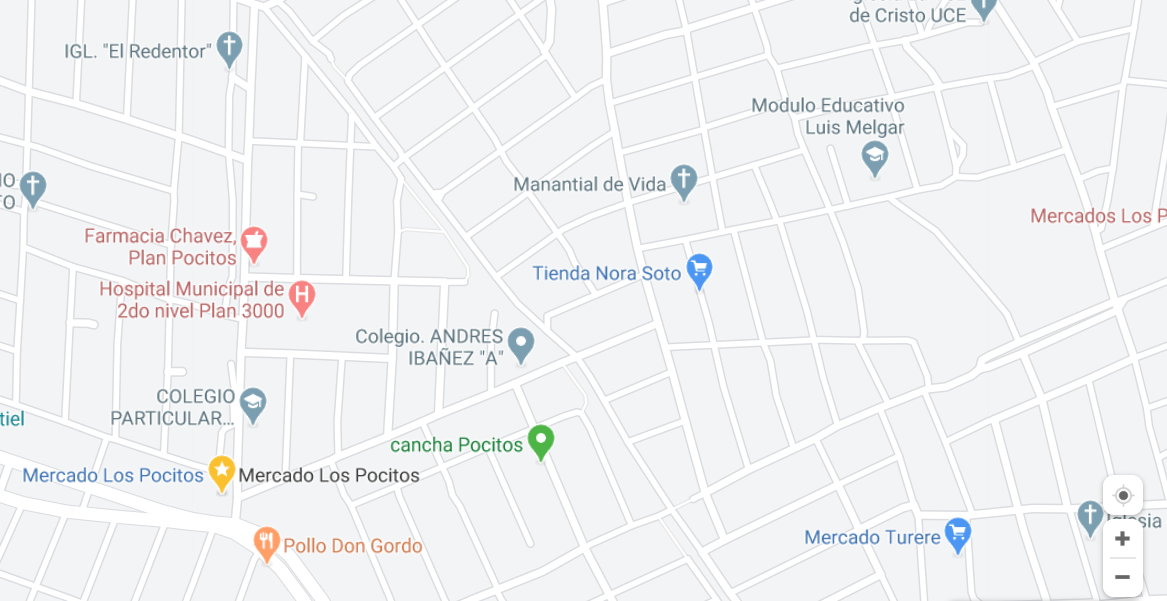 de Cristo UCE
IGL. "El Redentor"
Modulo Educativo
Luis Melgar
Manantial de Vida
Mercados Los P
Farmacia Chavez,
Plan Pocitos
Tienda Nora Soto
Hospital Municipal de
2do nivel Plan 3000
H
Colegio. ANDRES
IBAÑEZ "A"
COLEGIO
PARTICULAR...
tiel
cancha Pocitos
Mercado Los Pocitos
Mercado Los Pocitos
Iglesia
Mercado Turere
Pollo Don Gordo